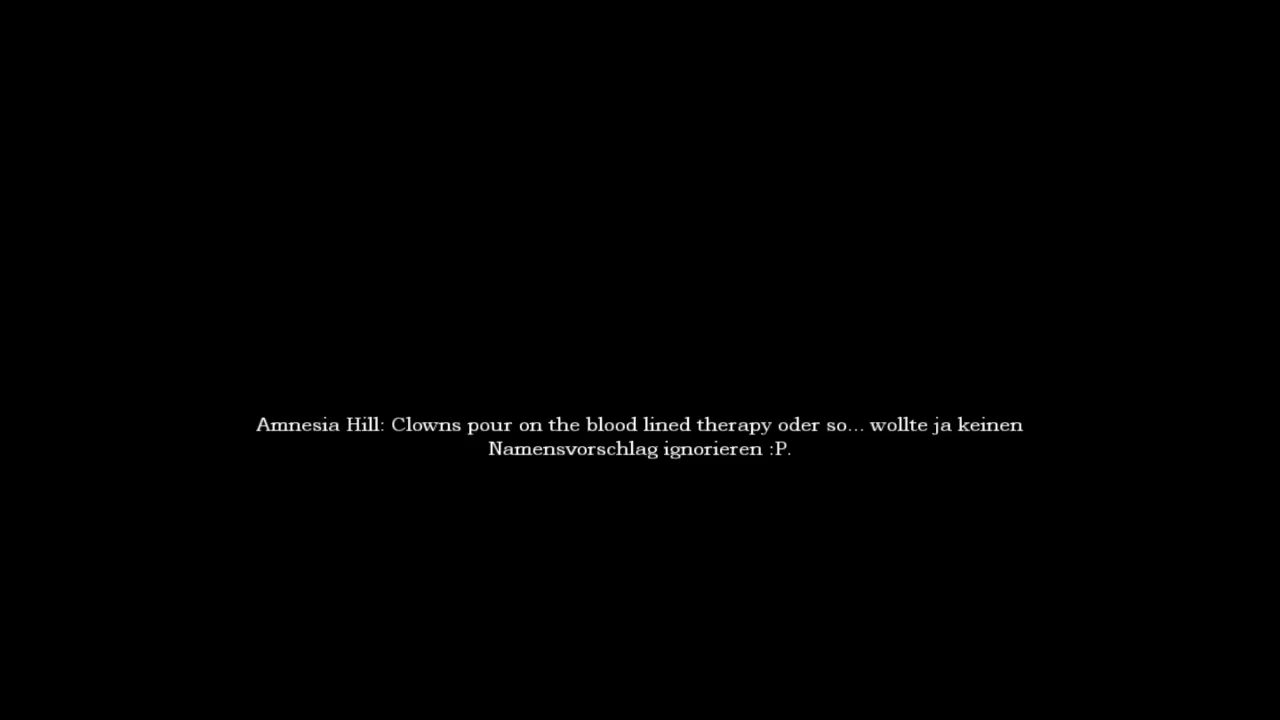 Amnesia Hill: Clowns pour on the blood lined therapy oder so... wollte ja keinen
Namensvorschlag ignorieren :P.